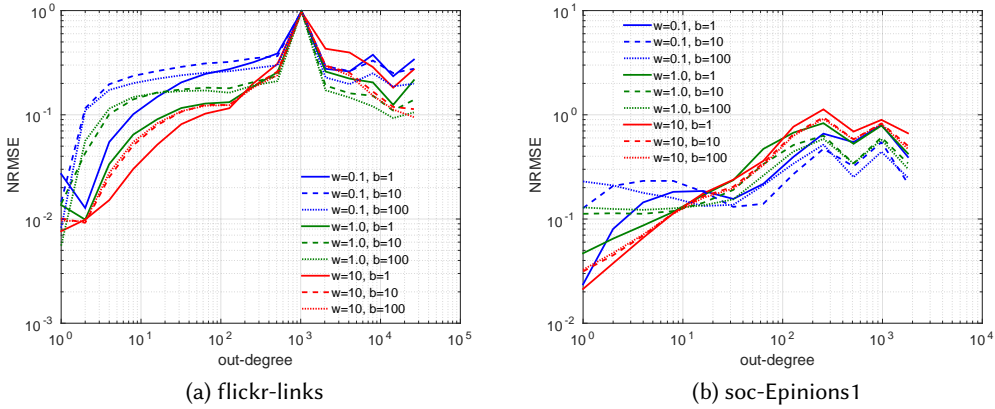 10^0
10^-1
10^-2
10^-3
NRMSE
10^0 10^1 10^2 10^3 10^4 10^5
out-degree
w=0.1, b=1
w=0.1, b=10
w=0.1, b=100
w=1.0, b=1
w=1.0, b=10
w=1.0, b=100
w=10, b=1
w=10, b=10
w=10, b=100
(a) flickr-links
10^1
10^0
10^-1
10^-2
NRMSE
10^0 10^1 10^2 10^3 10^4
out-degree
w=0.1, b=1
w=0.1, b=10
w=0.1, b=100
w=1.0, b=1
w=1.0, b=10
w=1.0, b=100
w=10, b=1
w=10, b=10
w=10, b=100
(b) soc-Epinions1